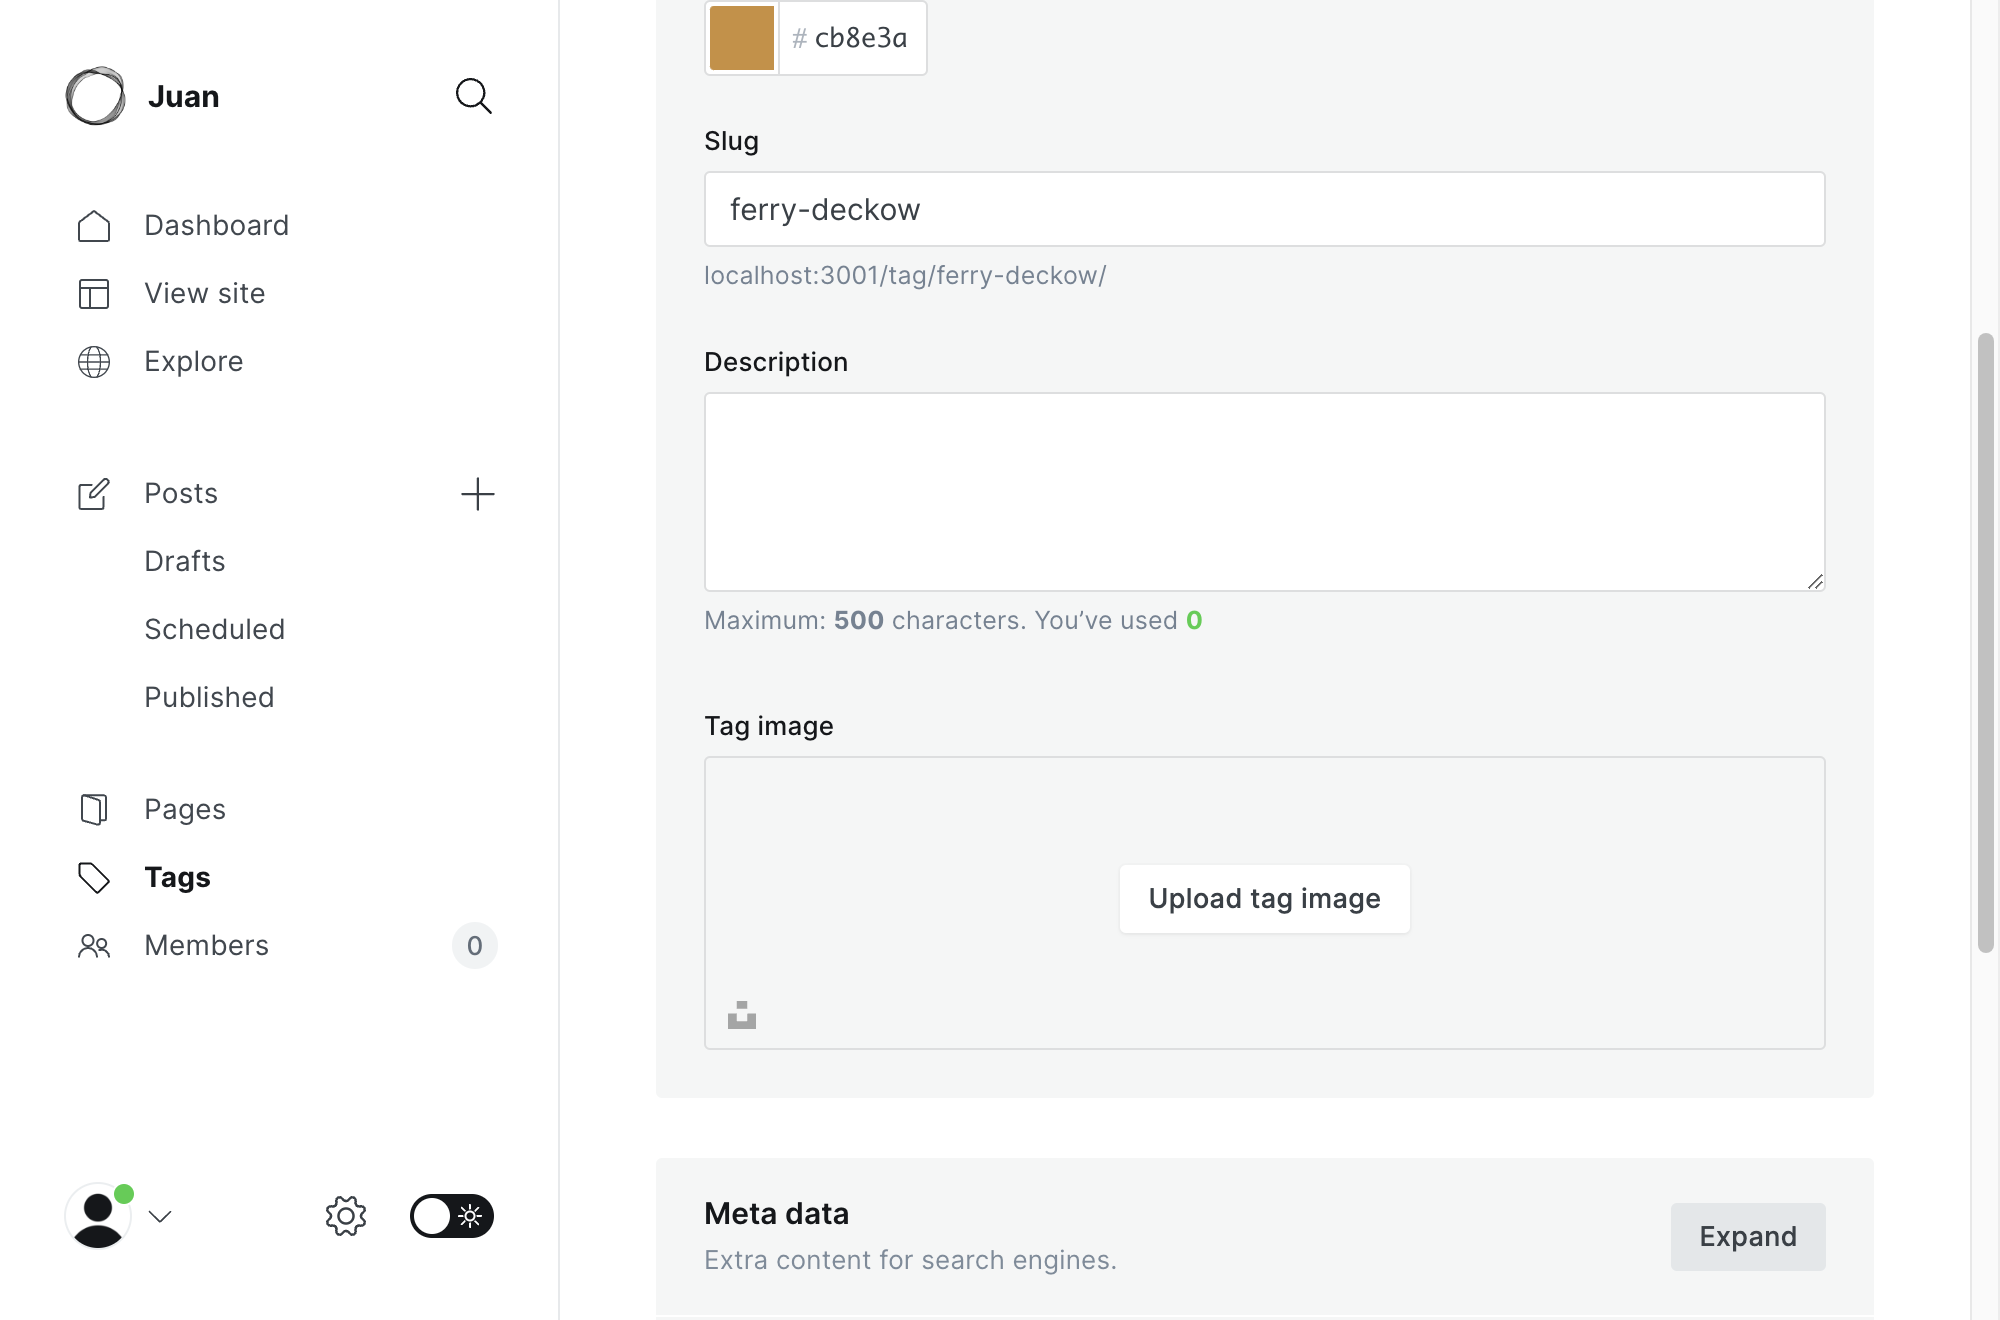 Juan
Dashboard
View site
Explore
Posts
Drafts
Scheduled
Published
Pages
Tags
Members 0
# cb8e3a
Slug
ferry-deckow
localhost:3001/tag/ferry-deckow/
Description
Maximum: 500 characters. You’ve used 0
Tag image
Upload tag image
Meta data
Extra content for search engines.
Expand